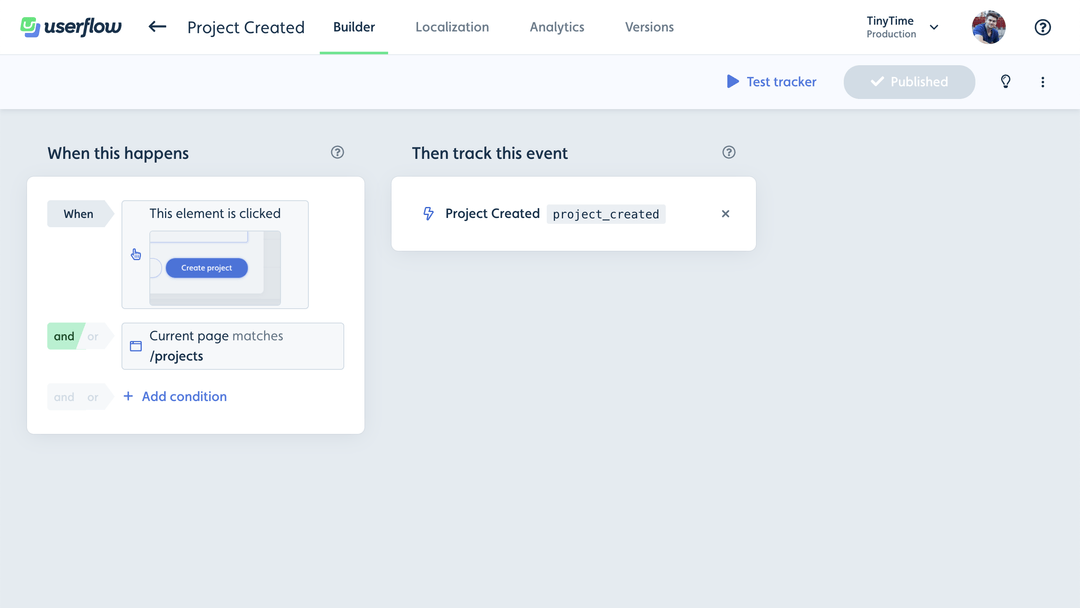 userflow
Project Created
Builder
Localization
Analytics
Versions
TinyTime
Production
Test tracker
Published
When this happens
Then track this event
When
This element is clicked
Create project
Project Created project_created
and or
Current page matches
/projects
and or
+ Add condition